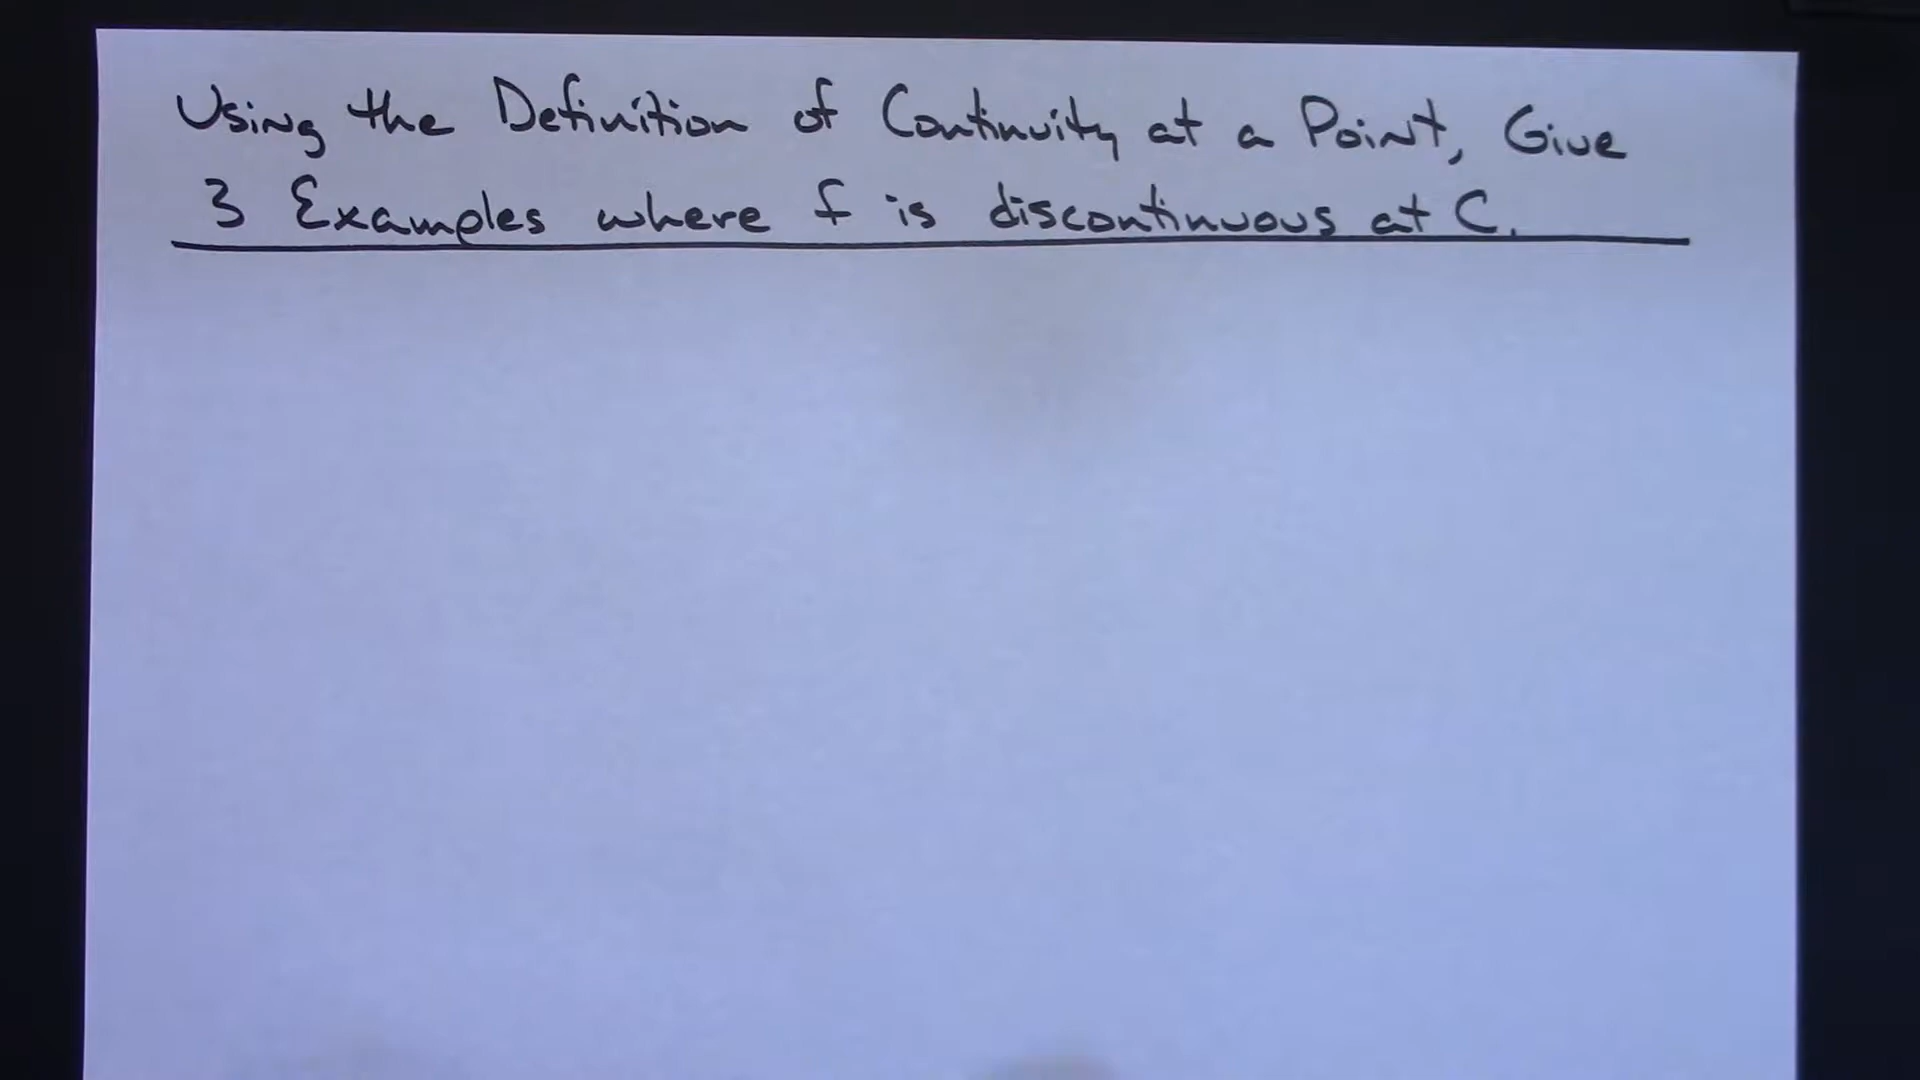 Using the Definition of Continuity at a Point, Give
3 Examples where f is discontinuous at C.